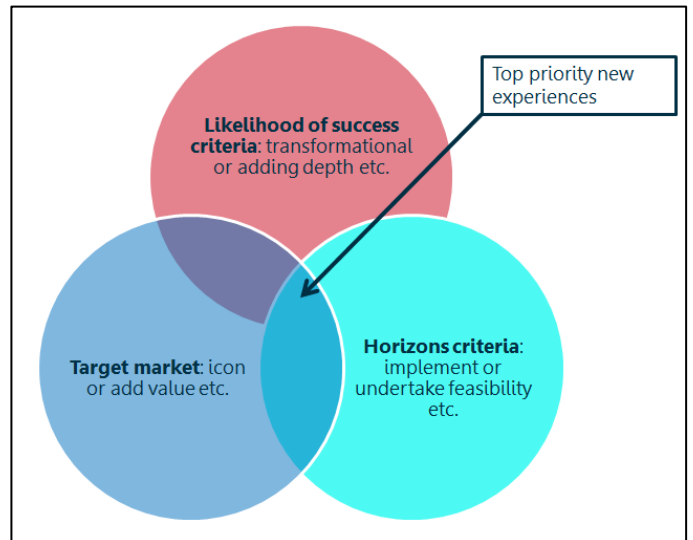 Top priority new
experiences
Likelihood of success
criteria: transformational
or adding depth etc.
Target market: icon
or add value etc.
Horizons criteria:
implement or
undertake feasibility
etc.